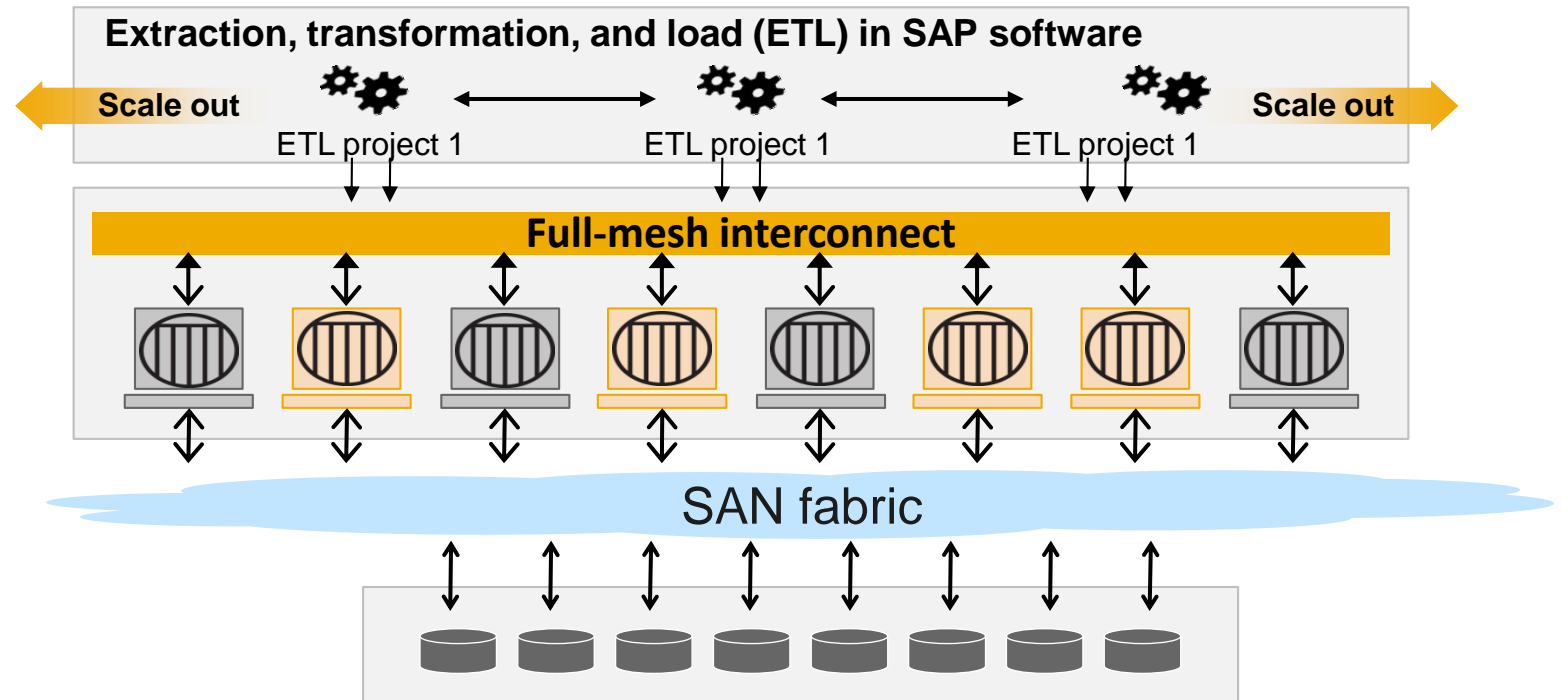 Extraction, transformation, and load (ETL) in SAP software
Scale out
Scale out
ETL project 1
ETL project 1
ETL project 1
Full-mesh interconnect
SAN fabric